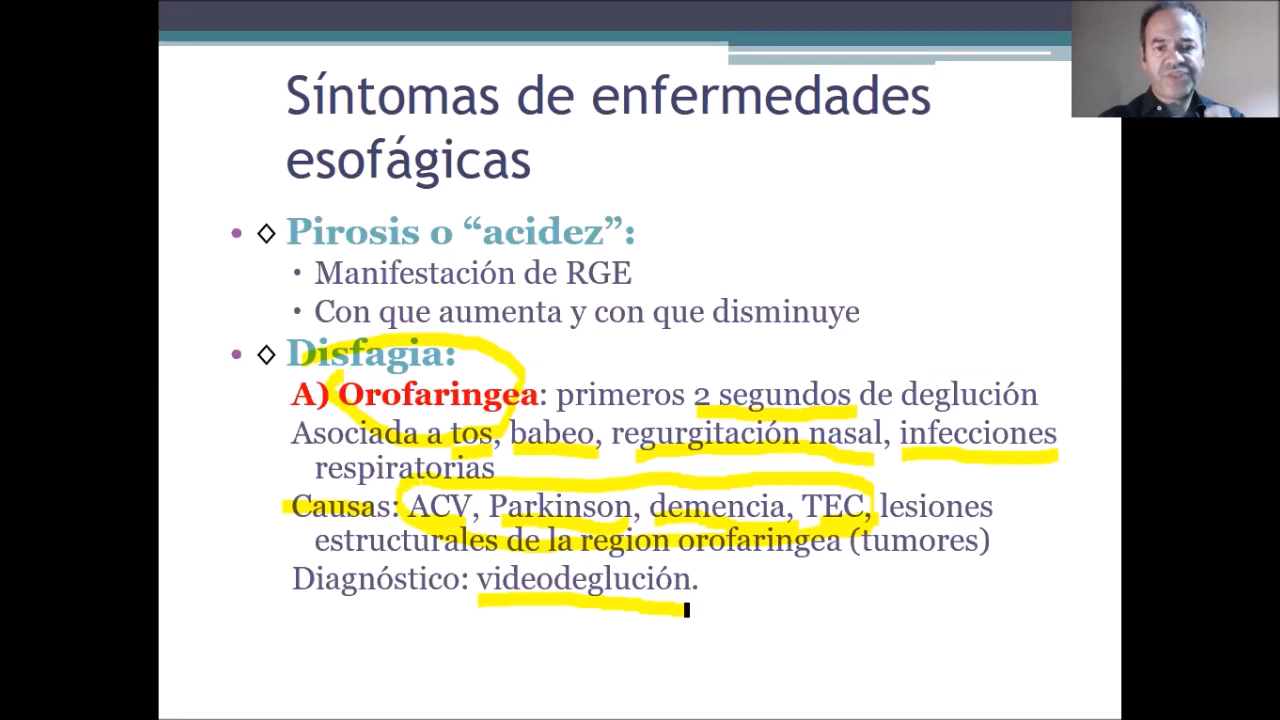 Síntomas de enfermedades
esofágicas
• ◊ Pirosis o “acidez”:
• Manifestación de RGE
• Con que aumenta y con que disminuye
• ◊ Disfagia:
A) Orofaringea: primeros 2 segundos de deglución
Asociada a tos, babeo, regurgitación nasal, infecciones
respiratorias
Causas: ACV, Parkinson, demencia, TEC, lesiones
estructurales de la region orofaringea (tumores)
Diagnóstico: videodeglución.